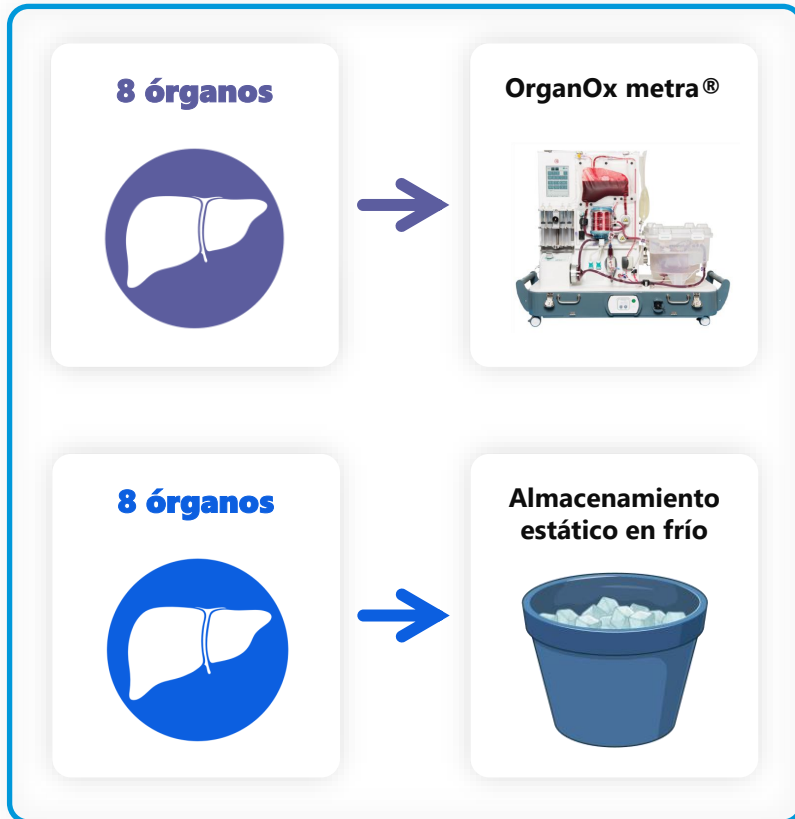 8 órganos
OrganOx metra®
8 órganos
Almacenamiento
estático en frío